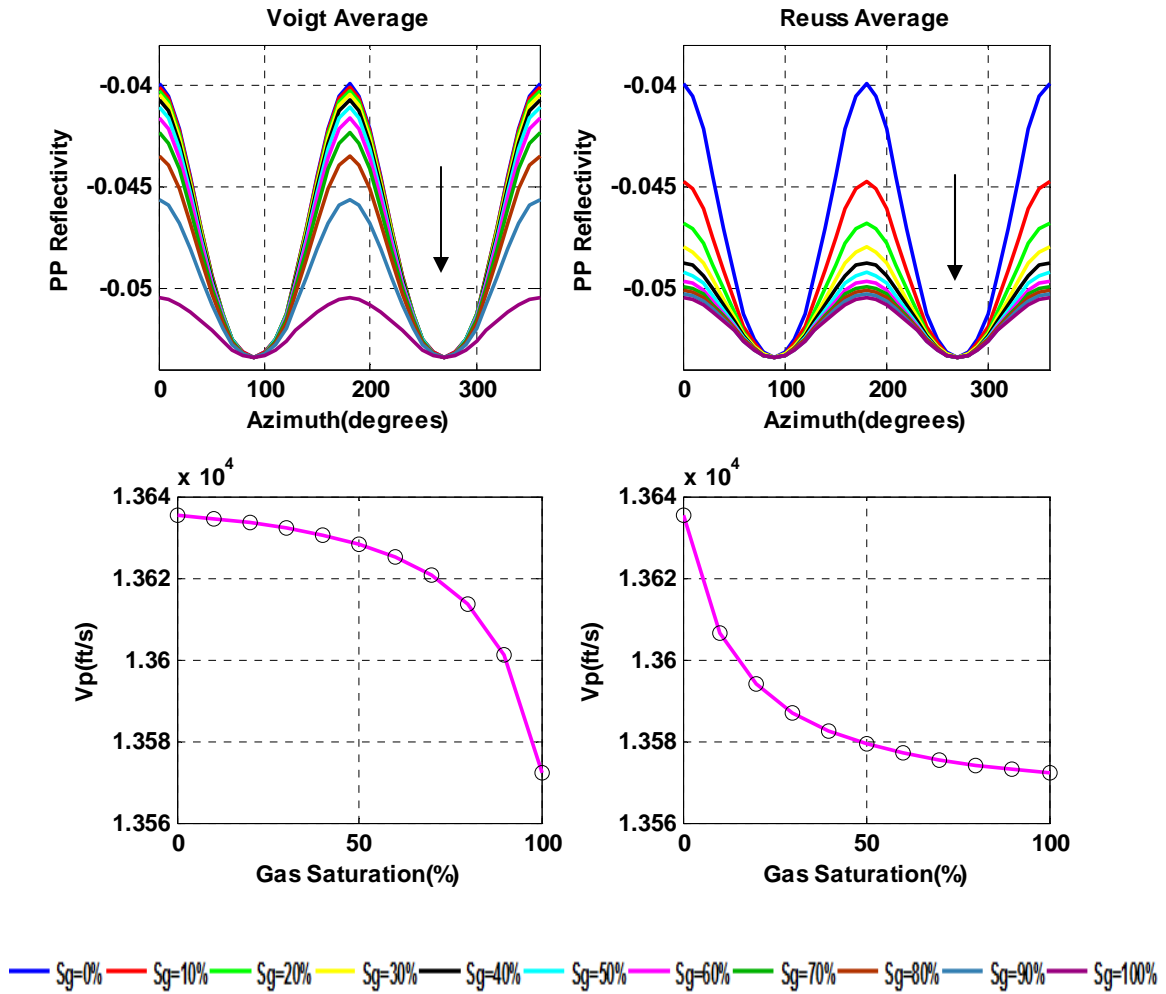 Voigt Average
Reuss Average
-0.04
-0.045
-0.05
PP Reflectivity
0
100
200
300
Azimuth(degrees)
-0.04
-0.045
-0.05
PP Reflectivity
0
100
200
300
Azimuth(degrees)
x 10^4
1.364
1.362
1.36
1.358
1.356
Vp(ft/s)
0
50
100
Gas Saturation(%)
x 10^4
1.364
1.362
1.36
1.358
1.356
Vp(ft/s)
0
50
100
Gas Saturation(%)
Sg=0% Sg=10% Sg=20% Sg=30% Sg=40% Sg=50% Sg=60% Sg=70% Sg=80% Sg=90% Sg=100%